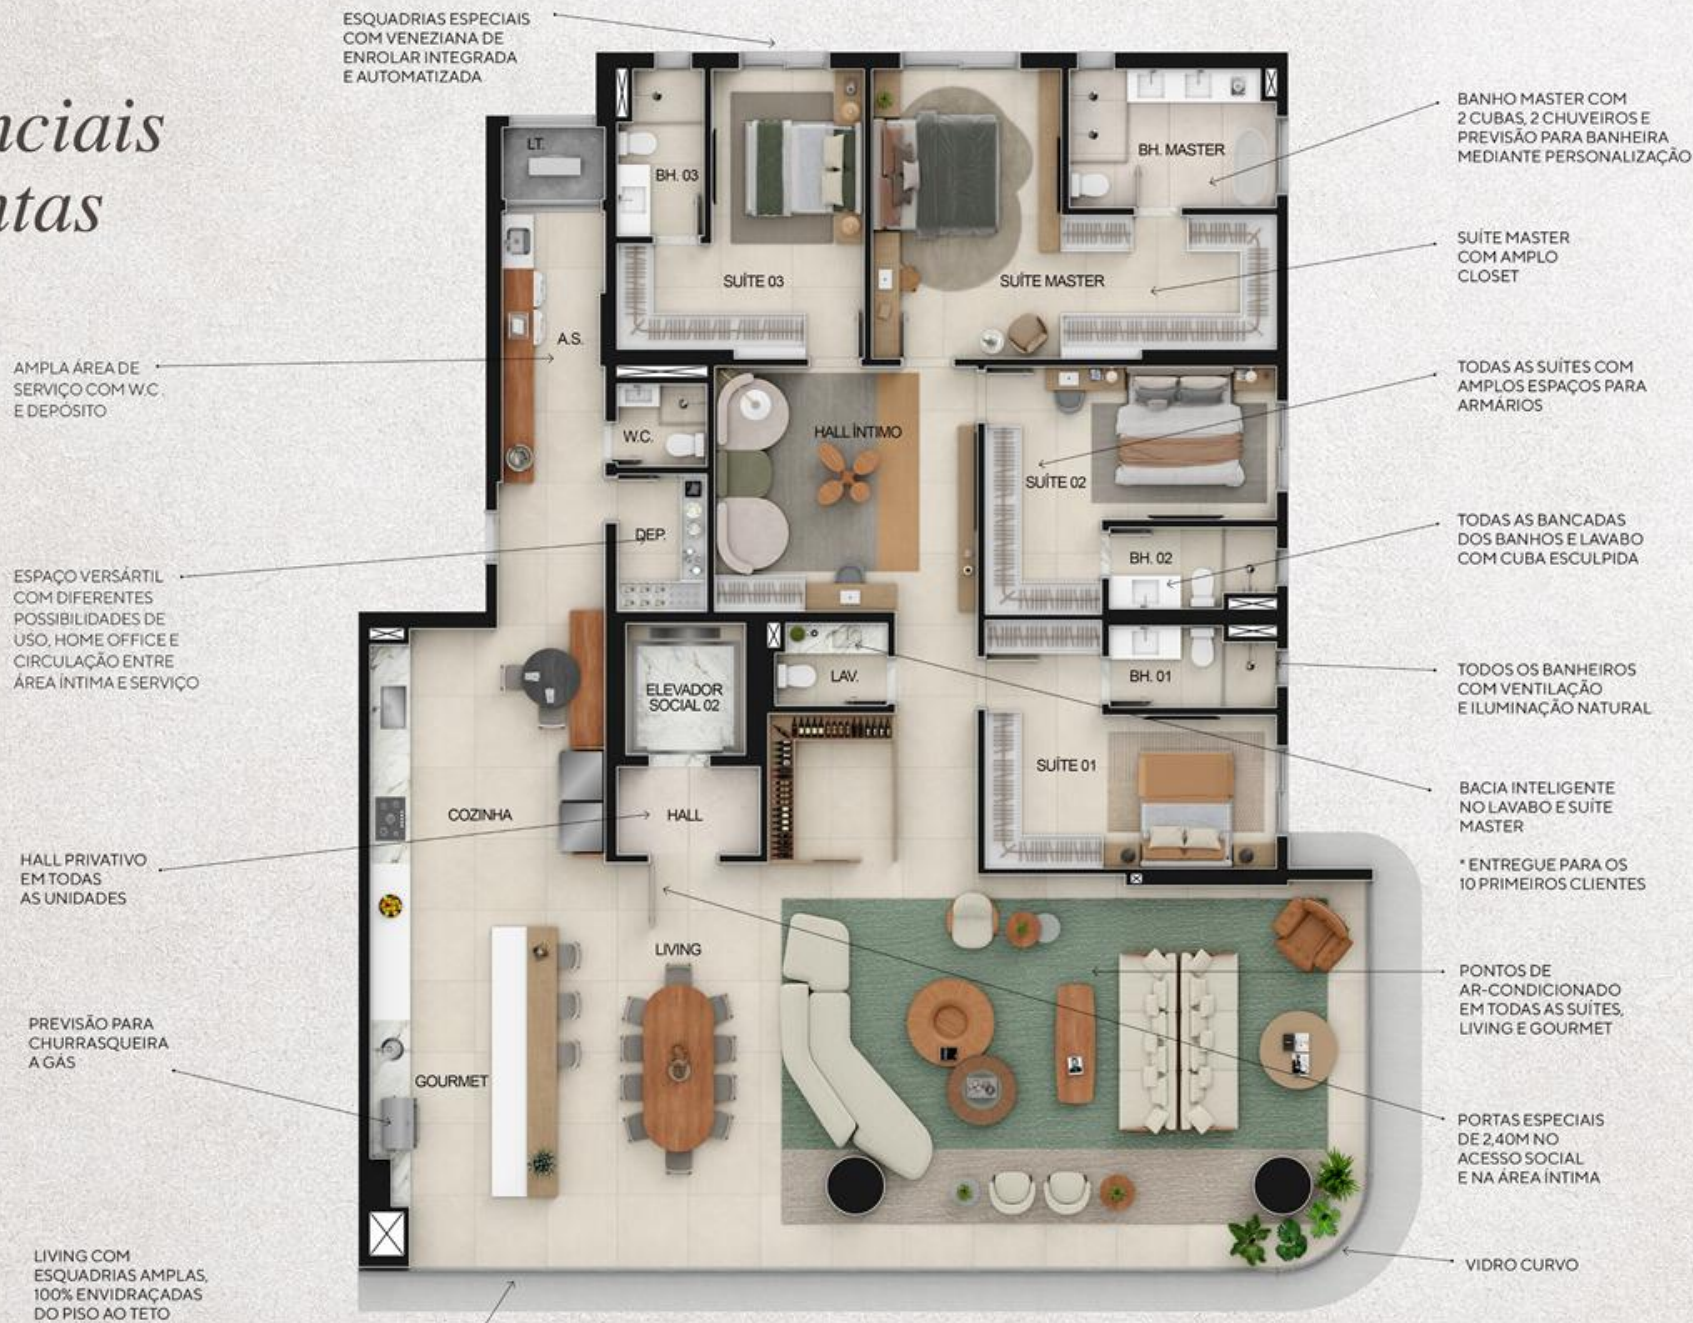 nciais
ntas
ESQUADRIAS ESPECIAIS
COM VENEZIANA DE
ENROLAR INTEGRADA
E AUTOMATIZADA
AMPLA ÁREA DE
SERVIÇO COM W.C.
E DEPÓSITO
ESPAÇO VERSÁRTIL
COM DIFERENTES
POSSIBILIDADES DE
USO, HOME OFFICE E
CIRCULAÇÃO ENTRE
ÁREA ÍNTIMA E SERVIÇO
HALL PRIVATIVO
EM TODAS
AS UNIDADES
PREVISÃO PARA
CHURRASQUEIRA
A GÁS
LIVING COM
ESQUADRIAS AMPLAS,
100% ENVIDRAÇADAS
DO PISO AO TETO
LT.
BH. 03
BH. MASTER
SUÍTE 03
SUÍTE MASTER
A.S.
W.C.
HALL ÍNTIMO
SUÍTE 02
DEP.
BH. 02
ELEVADOR
SOCIAL 02
LAV.
BH. 01
SUÍTE 01
COZINHA
HALL
LIVING
GOURMET
BANHO MASTER COM
2 CUBAS, 2 CHUVEIROS E
PREVISÃO PARA BANHEIRA
MEDIANTE PERSONALIZAÇÃO
SUÍTE MASTER
COM AMPLO
CLOSET
TODAS AS SUÍTES COM
AMPLOS ESPAÇOS PARA
ARMÁRIOS
TODAS AS BANCADAS
DOS BANHOS E LAVABO
COM CUBA ESCULPIDA
TODOS OS BANHEIROS
COM VENTILAÇÃO
E ILUMINAÇÃO NATURAL
BACIA INTELIGENTE
NO LAVABO E SUÍTE
MASTER
* ENTREGUE PARA OS
10 PRIMEIROS CLIENTES
PONTOS DE
AR-CONDICIONADO
EM TODAS AS SUÍTES,
LIVING E GOURMET
PORTAS ESPECIAIS
DE 2,40M NO
ACESSO SOCIAL
E NA ÁREA ÍNTIMA
VIDRO CURVO